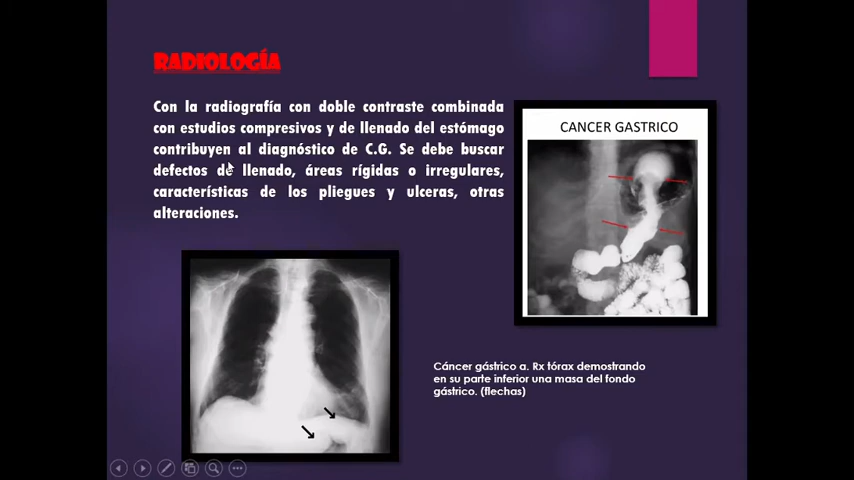 RADIOLOGÍA
Con la radiografía con doble contraste combinada
con estudios compresivos y de llenado del estómago
contribuyen al diagnóstico de C.G. Se debe buscar
defectos de llenado, áreas rígidas o irregulares,
características de los pliegues y ulceras, otras
alteraciones.
CANCER GASTRICO
Cáncer gástrico a. Rx tórax demostrando
en su parte inferior una masa del fondo
gástrico. (flechas)